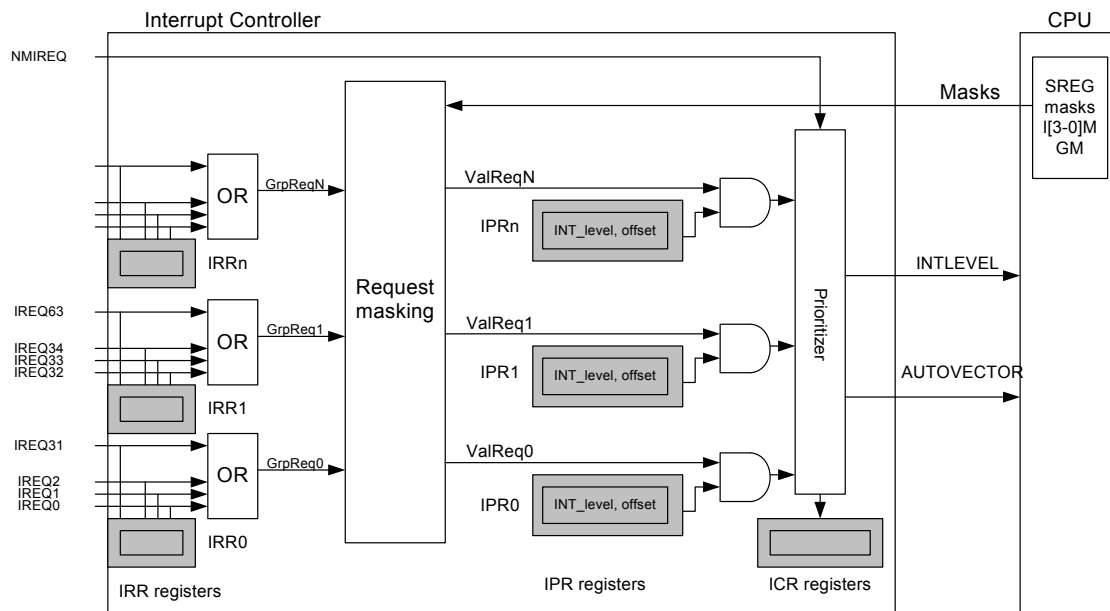 Interrupt Controller
CPU
NMIREQ
Masks
SREG
masks
I[3-0]M
GM
OR
GrpReqN
ValReqN
IPRn
INT_level, offset
IRRn
Request
masking
Prioritizer
INTLEVEL
IREQ63
IREQ34
IREQ33
IREQ32
OR
GrpReq1
ValReq1
IPR1
INT_level, offset
IRR1
AUTOVECTOR
IREQ31
IREQ2
IREQ1
IREQ0
OR
GrpReq0
ValReq0
IPR0
INT_level, offset
IRR0
IRR registers
IPR registers
ICR registers